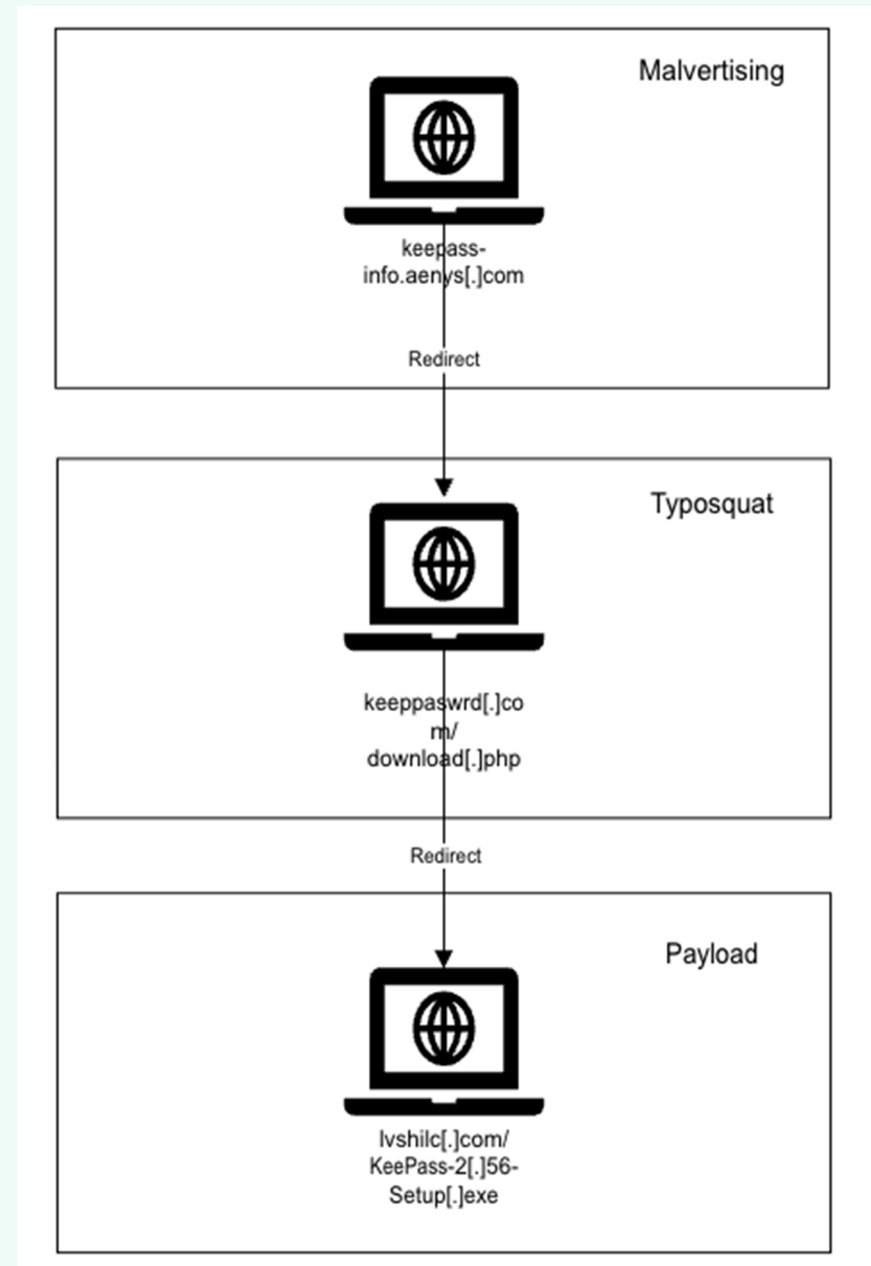 Malvertising
keepass-
info.aenys[.]com
Redirect
Typosquat
keeppaswrd[.]co
m/
download[.]php
Redirect
Payload
lvshilc[.]com/
KeePass-2[.]56-
Setup[.]exe